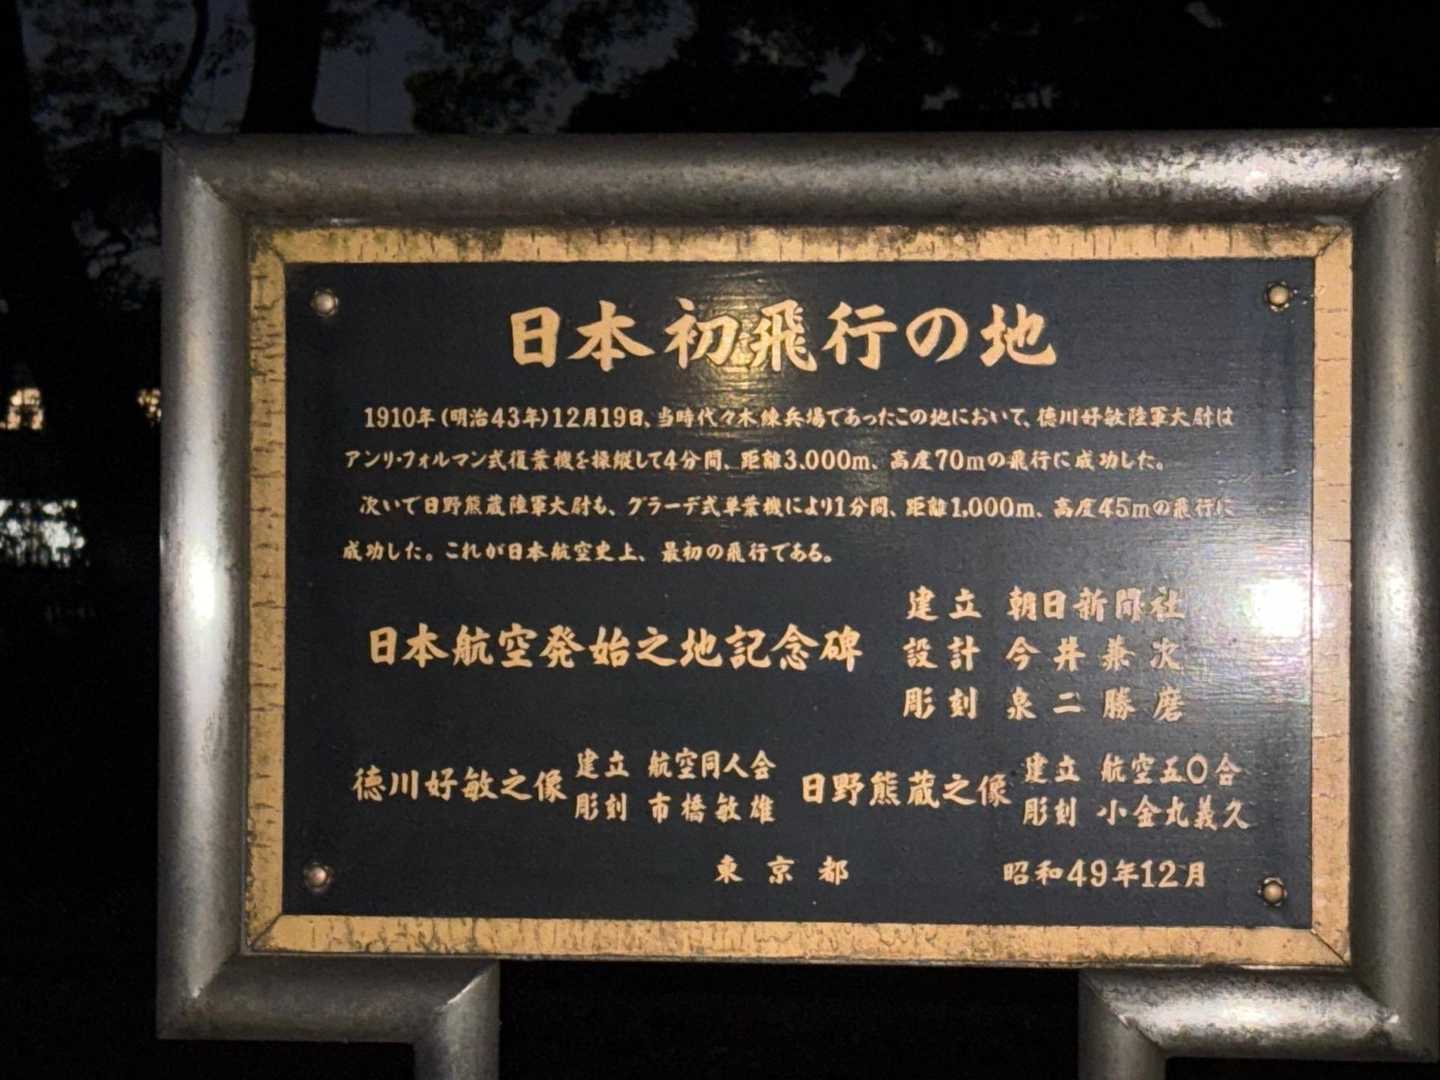 日本初飛行の地
1910年(明治43年)12月19日、当時代々木練兵場であったこの地において、徳川好敏陸軍大尉は
アンリ・フォルマン式復葉機を操縦して4分間、距離3.000m、高度70mの飛行に成功した。
次いで日野熊蔵陸軍大尉も、グラーデ式単葉機により1分間、距離1.000m、高度45mの飛行に
成功した。これが日本航空史上、最初の飛行である。
日本航空発始之地記念碑
建立 朝日新聞社
設計 今井兼次
彫刻 泉二勝磨
徳川好敏之像
建立 航空同人会
彫刻 市橋敏雄
日野熊蔵之像
建立 航空五〇会
彫刻 小金丸義久
東京都
昭和49年12月